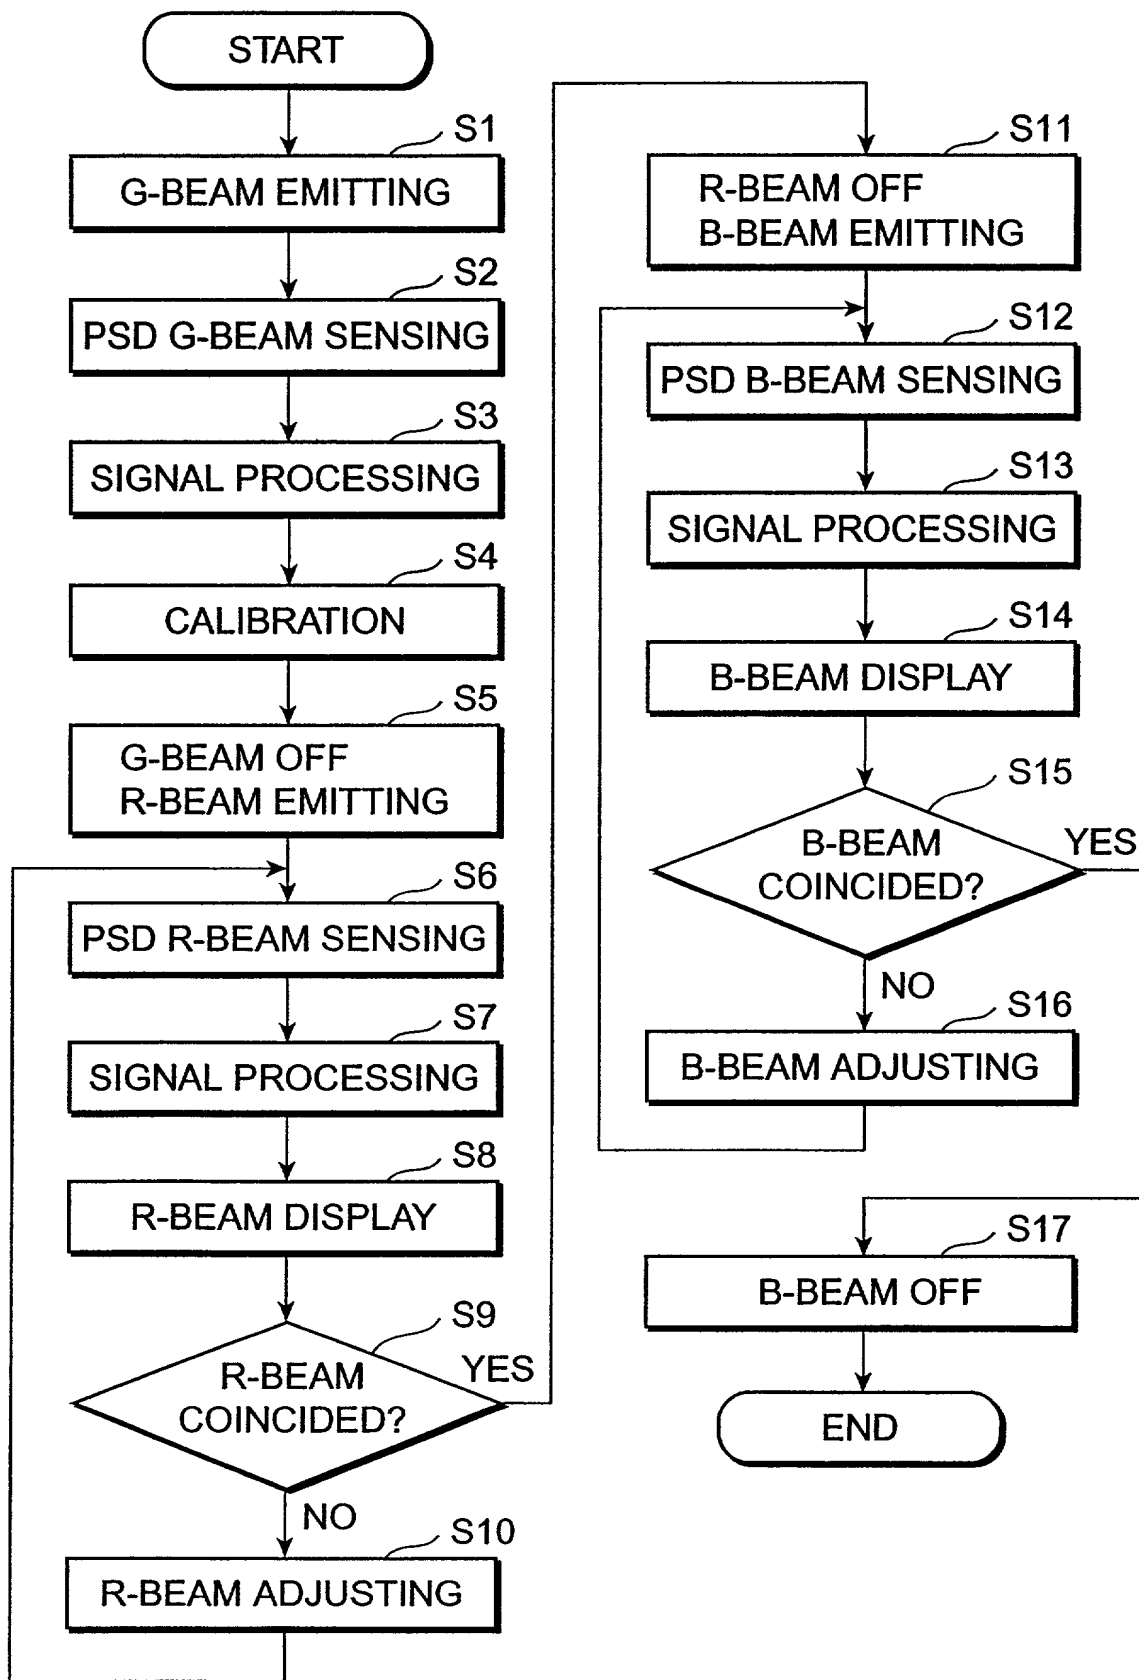 START
S1
G-BEAM EMITTING
S2
PSD G-BEAM SENSING
S3
SIGNAL PROCESSING
S4
CALIBRATION
S5
G-BEAM OFF
R-BEAM EMITTING
S6
PSD R-BEAM SENSING
S7
SIGNAL PROCESSING
S8
R-BEAM DISPLAY
S9
R-BEAM
COINCIDED?
YES
NO
S10
R-BEAM ADJUSTING
S11
R-BEAM OFF
B-BEAM EMITTING
S12
PSD B-BEAM SENSING
S13
SIGNAL PROCESSING
S14
B-BEAM DISPLAY
S15
B-BEAM
COINCIDED?
YES
NO
S16
B-BEAM ADJUSTING
S17
B-BEAM OFF
END